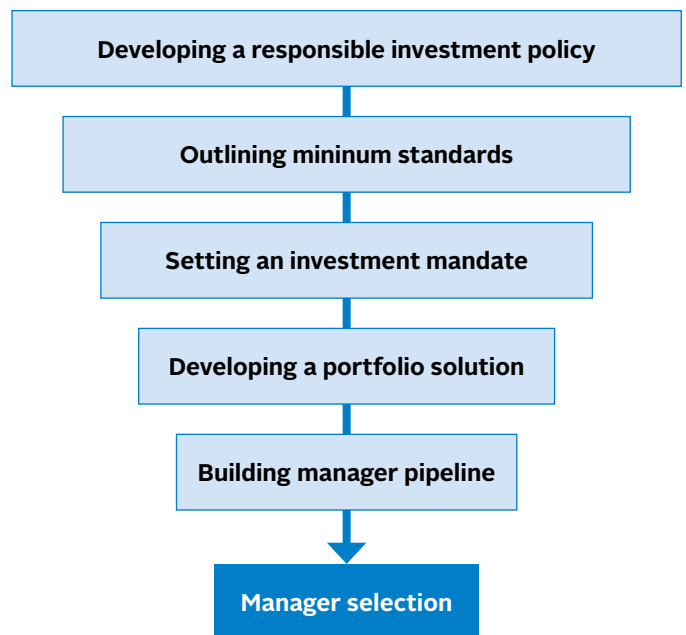 Developing a responsible investment policy
Outlining mininum standards
Setting an investment mandate
Developing a portfolio solution
Building manager pipeline
Manager selection